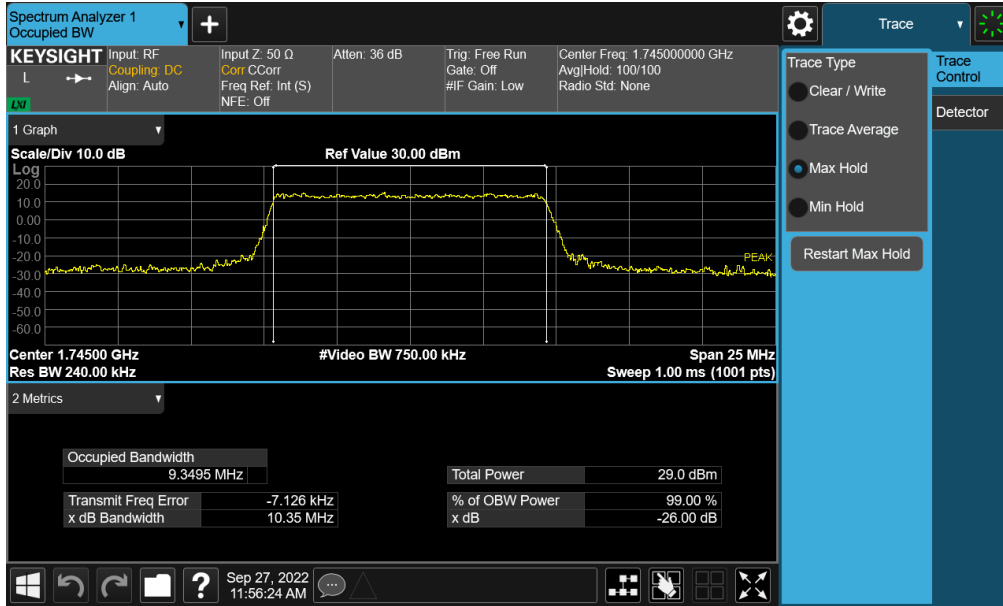 Spectrum Analyzer 1
Occupied BW
▼
+
Trace
▼
KEYSIGHT
L
LXI
Input: RF
Coupling: DC
Align: Auto
Input Z: 50 Ω
Corr CCorr
Freq Ref: Int (S)
NFE: Off
Atten: 36 dB
Trig: Free Run
Gate: Off
#IF Gain: Low
Center Freq: 1.745000000 GHz
Avg|Hold: 100/100
Radio Std: None
Trace Type
Clear / Write
Trace Average
Max Hold
Min Hold
Restart Max Hold
Trace
Control
Detector
1 Graph ▼
Scale/Div 10.0 dB Ref Value 30.00 dBm
Log
20.0
10.0
0.00
-10.0
-20.0
-30.0
-40.0
-50.0
-60.0
PEAK
Center 1.74500 GHz #Video BW 750.00 kHz Span 25 MHz
Res BW 240.00 kHz Sweep 1.00 ms (1001 pts)
2 Metrics ▼
Occupied Bandwidth
9.3495 MHz
Total Power 29.0 dBm
Transmit Freq Error -7.126 kHz
% of OBW Power 99.00 %
x dB Bandwidth 10.35 MHz
x dB -26.00 dB
?
Sep 27, 2022
11:56:24 AM